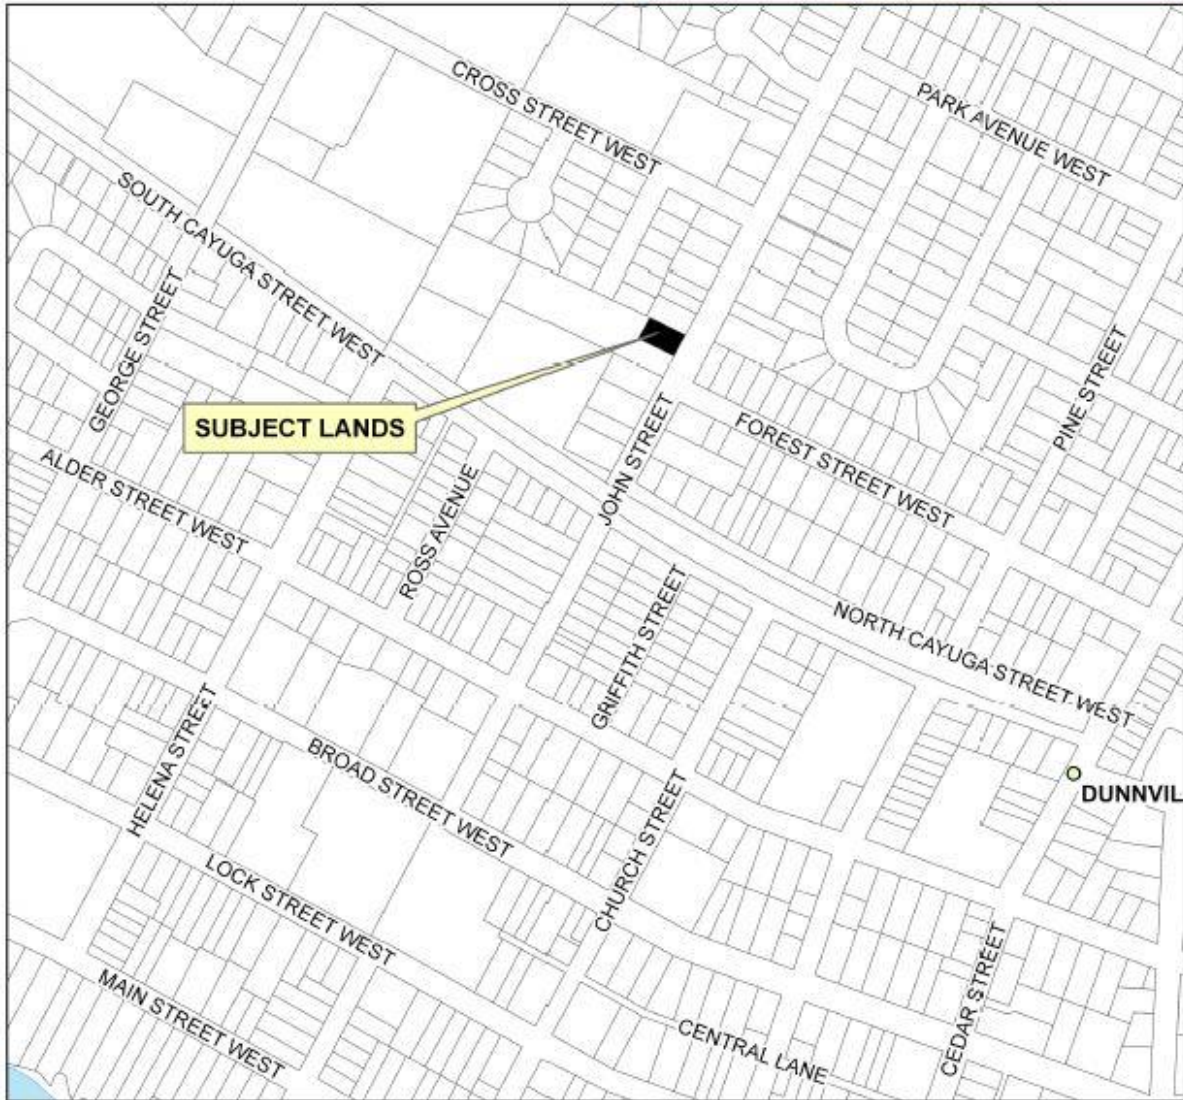 CROSS STREET WEST
PARK AVENUE WEST
SOUTH CAYUGA STREET WEST
GEORGE STREET
PINE STREET
SUBJECT LANDS
JOHN STREET
FOREST STREET WEST
ALDER STREET WEST
ROSS AVENUE
GRIFFITH STREET
NORTH CAYUGA STREET WEST
HELENA STREET
BROAD STREET WEST
DUNNVIL
CHURCH STREET
LOCK STREET WEST
CEDAR STREET
MAIN STREET WEST
CENTRAL LANE